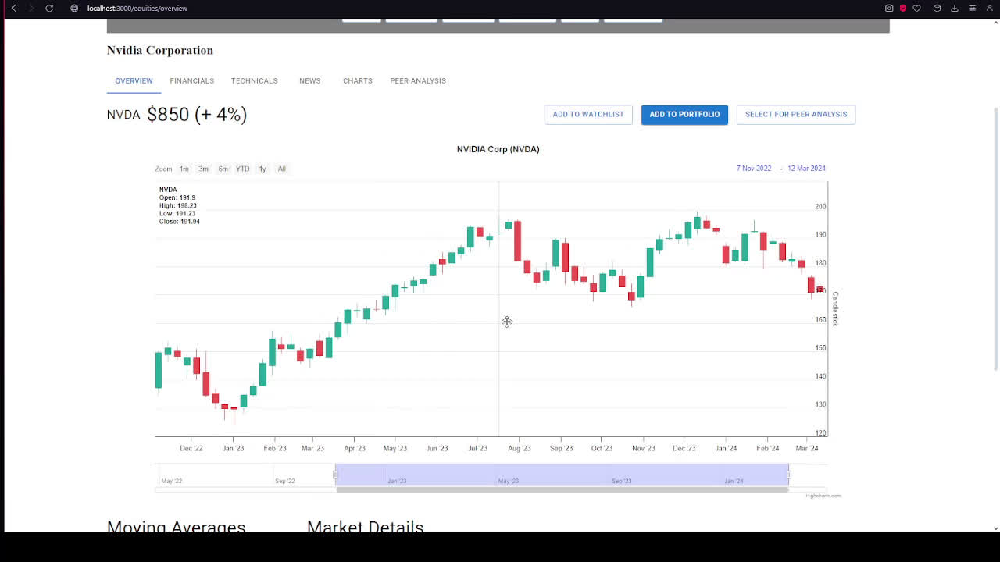 localhost:3000/equities/overview
Nvidia Corporation
OVERVIEW FINANCIALS TECHNICALS NEWS CHARTS PEER ANALYSIS
NVDA $850 (+ 4%)
ADD TO WATCHLIST ADD TO PORTFOLIO SELECT FOR PEER ANALYSIS
NVIDIA Corp (NVDA)
Zoom 1m 3m 6m YTD 1y All 7 Nov 2022 → 12 Mar 2024
NVDA
Open: 191.9
High: 198.23
Low: 191.23
Close: 191.94
200
190
180
170
160
150
140
130
120
Candlestick
Dec '22 Jan '23 Feb '23 Mar '23 Apr '23 May '23 Jun '23 Jul '23 Aug '23 Sep '23 Oct '23 Nov '23 Dec '23 Jan '24 Feb '24 Mar '24
May '22 Sep '22 Jan '23 May '23 Sep '23 Jan '24
Highcharts.com
Moving Averages Market Details